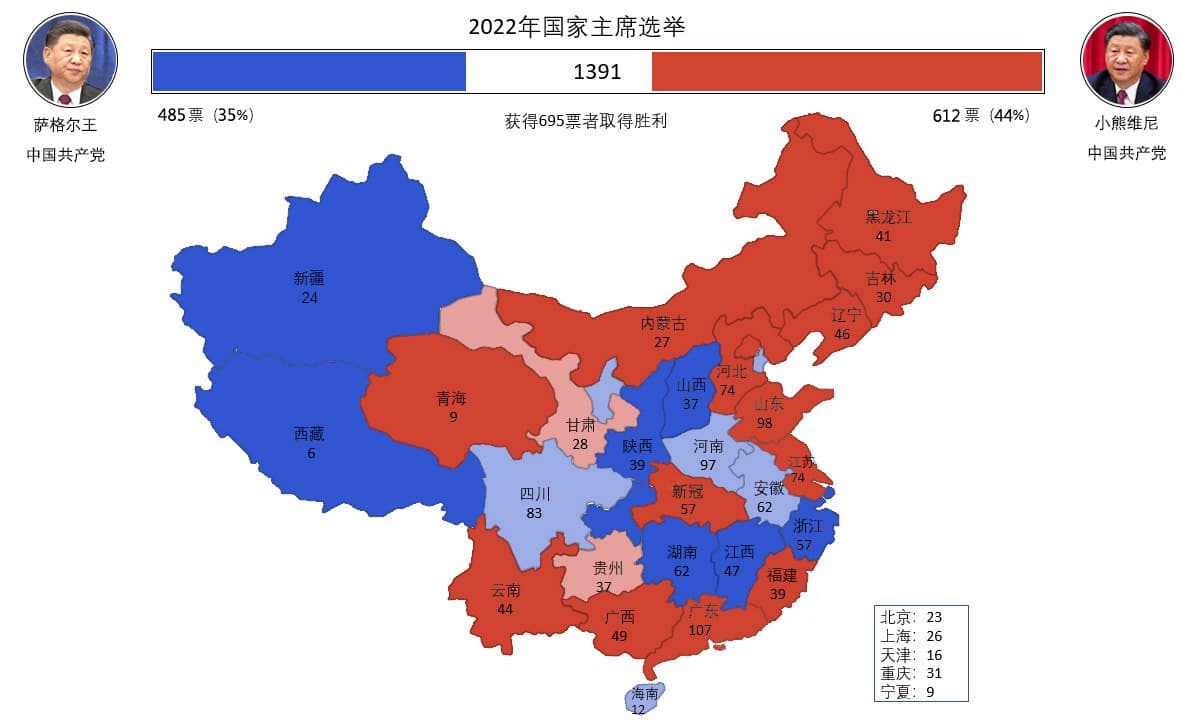 2022年国家主席选举
1391
485票 (35%)
获得695票者取得胜利
612票 (44%)
萨格尔王
中国共产党
小熊维尼
中国共产党
黑龙江
41
新疆
24
吉林
30
内蒙古
27
辽宁
46
河北
74
山西
37
青海
9
山东
98
甘肃
28
西藏
6
陕西
39
河南
97
江苏
74
四川
83
新冠
57
安徽
62
浙江
57
湖南
62
江西
47
贵州
37
福建
39
云南
44
广西
49
广东
107
海南
12
北京：23
上海：26
天津：16
重庆：31
宁夏：9